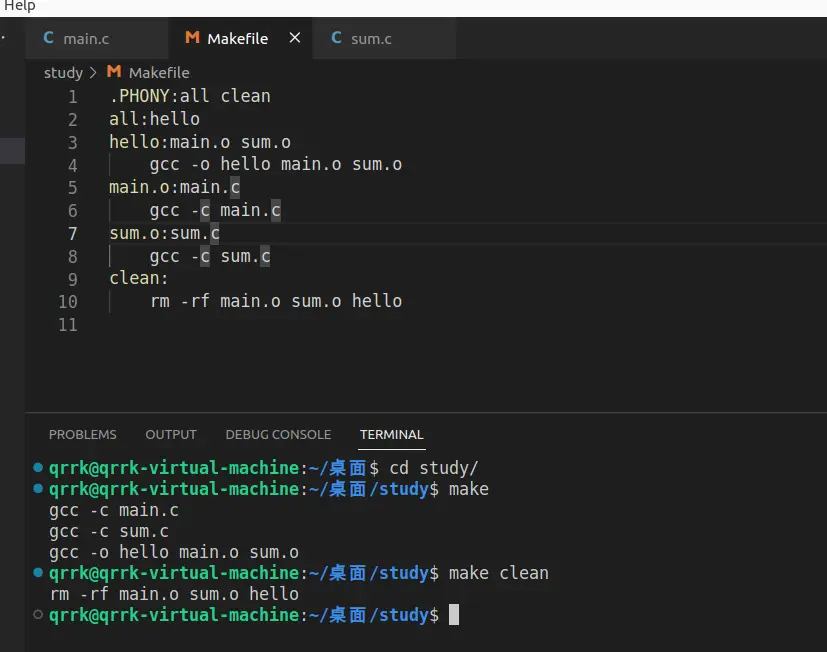 Help
main.c Makefile × sum.c
study > Makefile
1 .PHONY:all clean
2 all:hello
3 hello:main.o sum.o
4     gcc -o hello main.o sum.o
5 main.o:main.c
6     gcc -c main.c
7 sum.o:sum.c
8     gcc -c sum.c
9 clean:
10     rm -rf main.o sum.o hello
11
PROBLEMS OUTPUT DEBUG CONSOLE TERMINAL
qrrk@qrrk-virtual-machine:~/桌面$ cd study/
qrrk@qrrk-virtual-machine:~/桌面/study$ make
gcc -c main.c
gcc -c sum.c
gcc -o hello main.o sum.o
qrrk@qrrk-virtual-machine:~/桌面/study$ make clean
rm -rf main.o sum.o hello
qrrk@qrrk-virtual-machine:~/桌面/study$